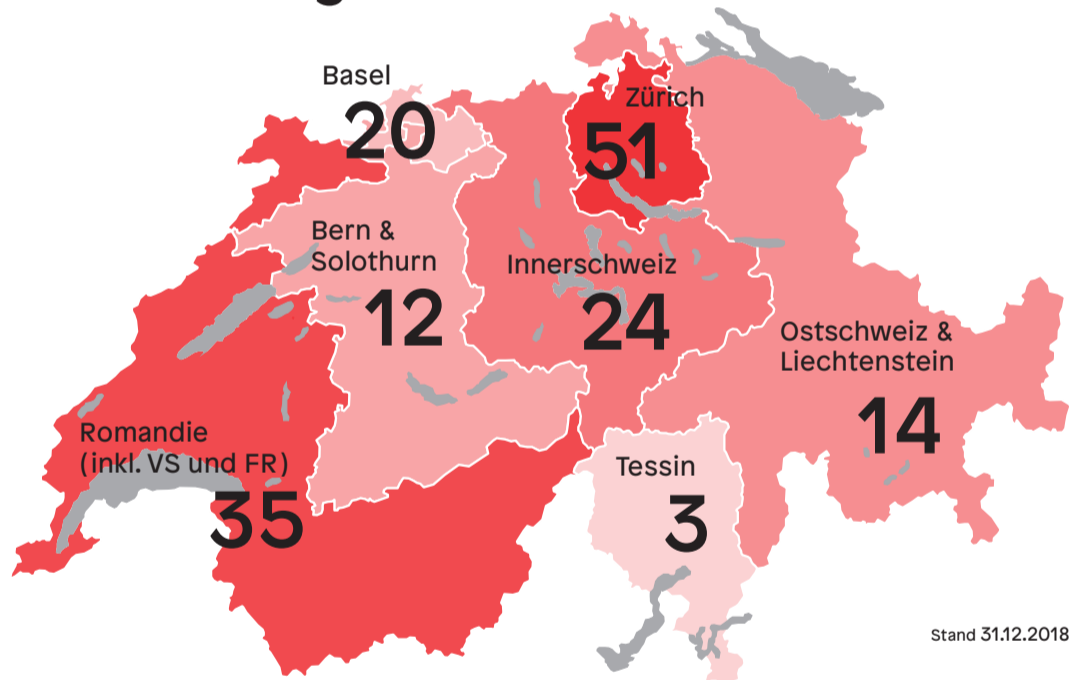 Basel
20
Zürich
51
Bern &
Solothurn
12
Innerschweiz
24
Ostschweiz &
Liechtenstein
14
Romandie
(inkl. VS und FR)
35
Tessin
3
Stand 31.12.2018